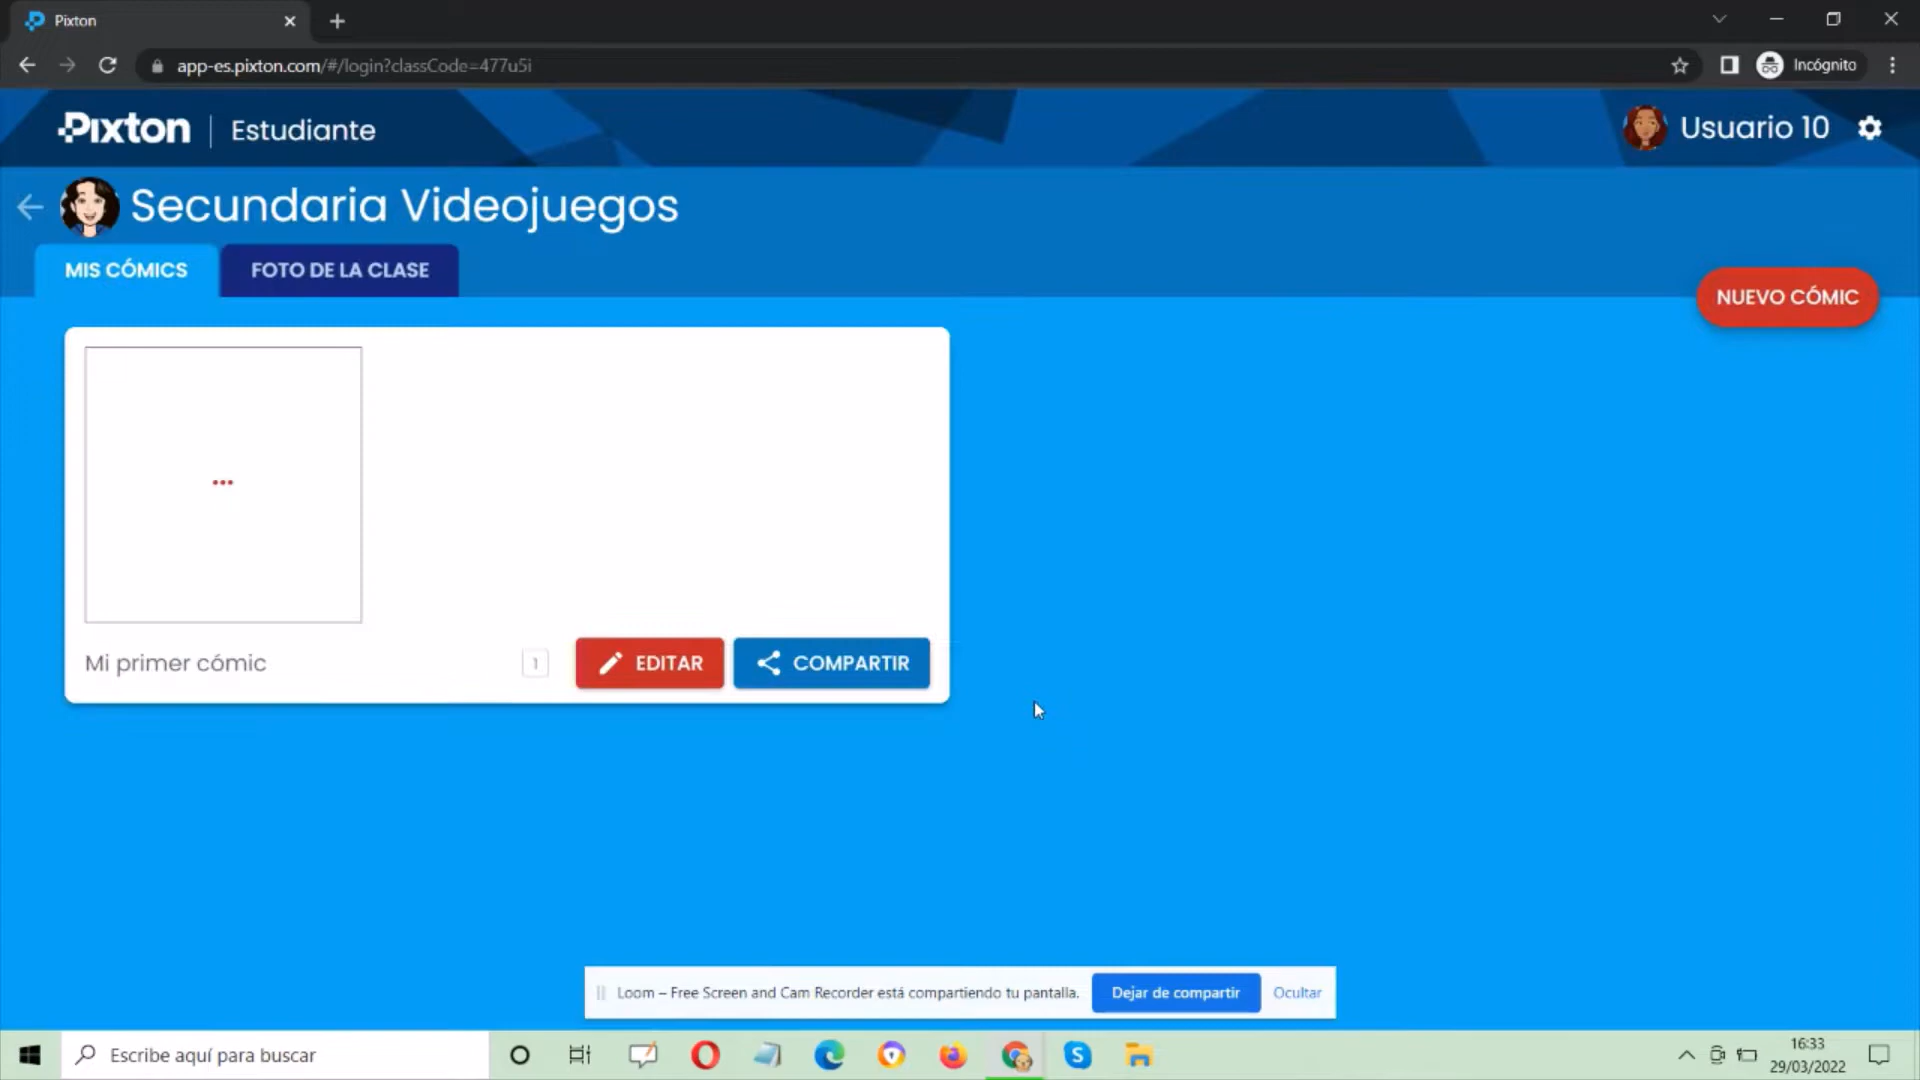 Pixton
app-es.pixton.com/#/login?classCode=477u5i
Incógnito
Pixton | Estudiante
Usuario 10
Secundaria Videojuegos
MIS CÓMICS
FOTO DE LA CLASE
NUEVO CÓMIC
Mi primer cómic
1
EDITAR
COMPARTIR
Loom – Free Screen and Cam Recorder está compartiendo tu pantalla.
Dejar de compartir
Ocultar
Escribe aquí para buscar
16:33
29/03/2022